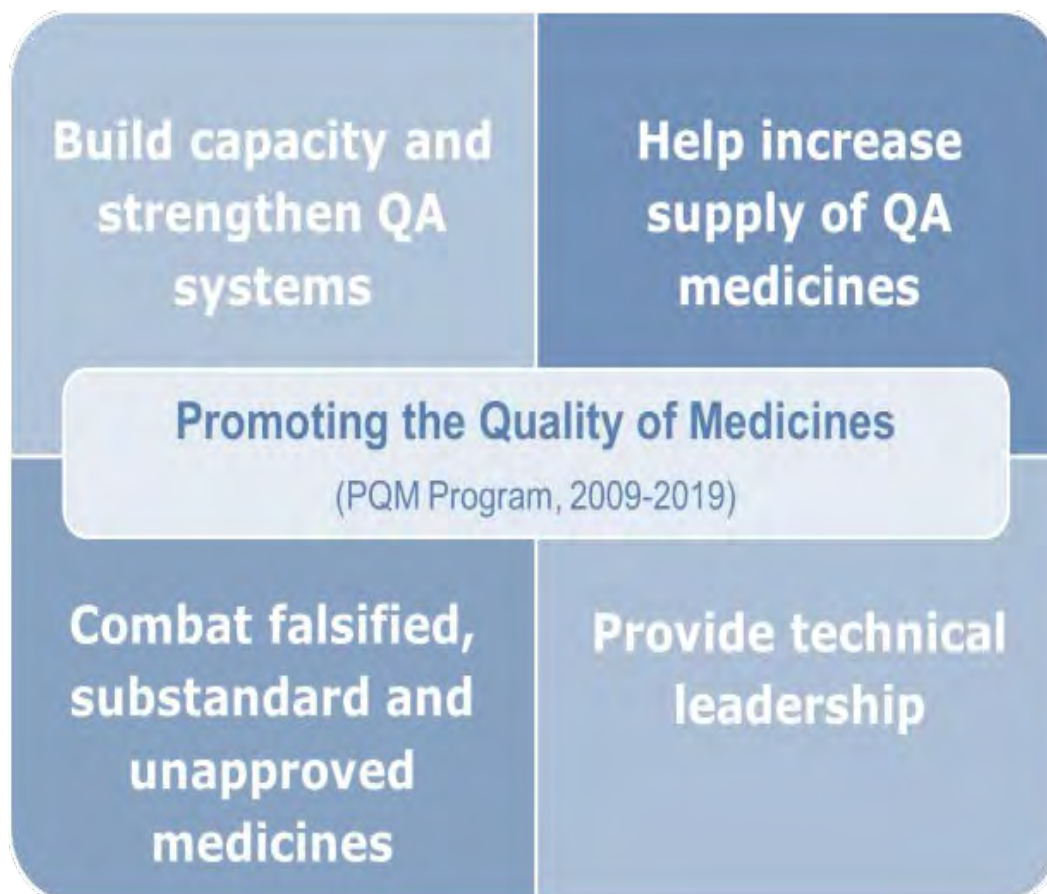 Build capacity and
strengthen QA
systems
Help increase
supply of QA
medicines
Promoting the Quality of Medicines
(PQM Program, 2009-2019)
Combat falsified,
substandard and
unapproved
medicines
Provide technical
leadership